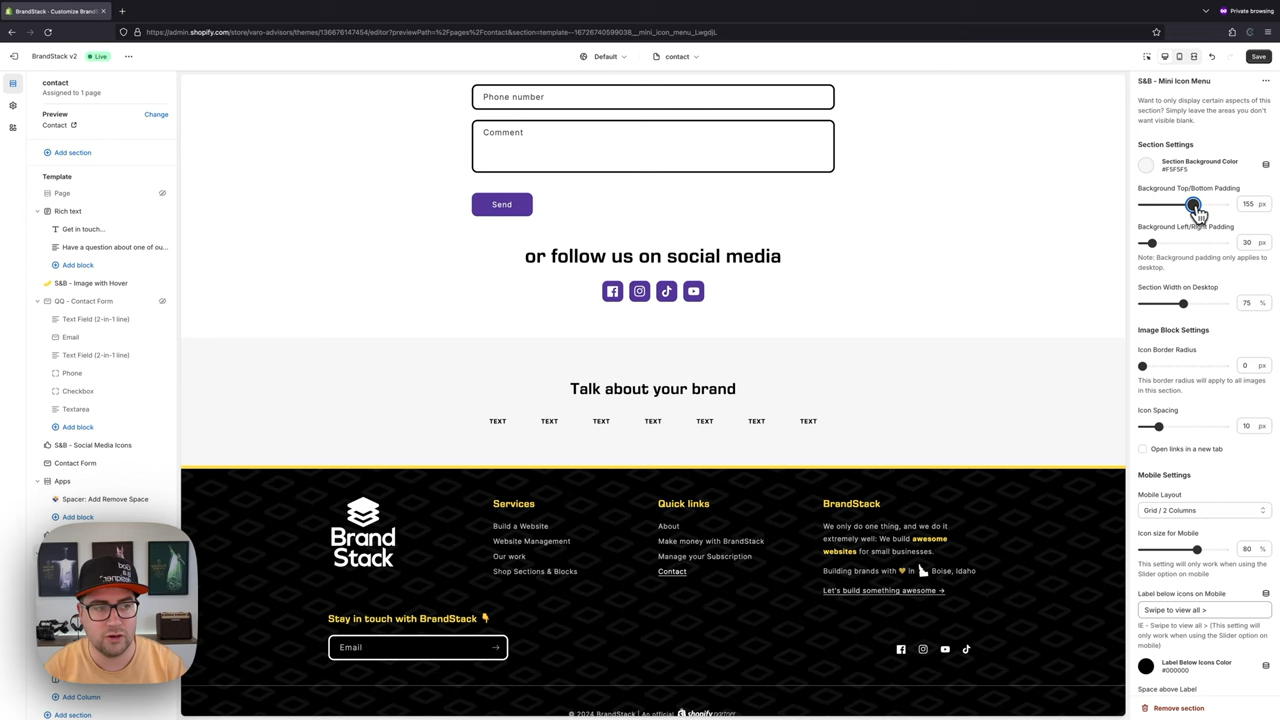 BrandStack · Customize BrandS
Private browsing
https://admin.shopify.com/store/varo-advisors/themes/136676147454/editor?previewPath=%2Fpages%2Fcontact&section=template--16726740599038__mini_icon_menu_LwgdjL
BrandStack v2
Live
Default
contact
Save
contact
Assigned to 1 page
Preview
Change
Contact
Add section
Template
Page
Rich text
Get in touch...
Have a question about one of ou...
Add block
S&B - Image with Hover
QQ - Contact Form
Text Field (2-in-1 line)
Email
Text Field (2-in-1 line)
Phone
Checkbox
Textarea
Add block
S&B - Social Media Icons
Contact Form
Apps
Spacer: Add Remove Space
Add block
Add Column
Add section
Phone number
Comment
Send
or follow us on social media
Talk about your brand
TEXT TEXT TEXT TEXT TEXT TEXT TEXT
BRAND
STACK
Services
Build a Website
Website Management
Our work
Shop Sections & Blocks
Quick links
About
Make money with BrandStack
Manage your Subscription
Contact
BrandStack
We only do one thing, and we do it
extremely well: We build awesome
websites for small businesses.
Building brands with 💛 in Boise, Idaho
Let's build something awesome →
Stay in touch with BrandStack 👇
Email
© 2024 BrandStack | An official shopify partner
S&B - Mini Icon Menu
Want to only display certain aspects of this
section? Simply leave the areas you don't
want visible blank.
Section Settings
Section Background Color
#F5F5F5
Background Top/Bottom Padding
155 px
Background Left/Right Padding
30 px
Note: Background padding only applies to
desktop.
Section Width on Desktop
75 %
Image Block Settings
Icon Border Radius
0 px
This border radius will apply to all images
in this section.
Icon Spacing
10 px
Open links in a new tab
Mobile Settings
Mobile Layout
Grid / 2 Columns
Icon size for Mobile
80 %
This setting will only work when using the
Slider option on mobile
Label below icons on Mobile
Swipe to view all >
IE - Swipe to view all > (This setting will
only work when using the Slider option on
mobile)
Label Below Icons Color
#000000
Space above Label
Remove section